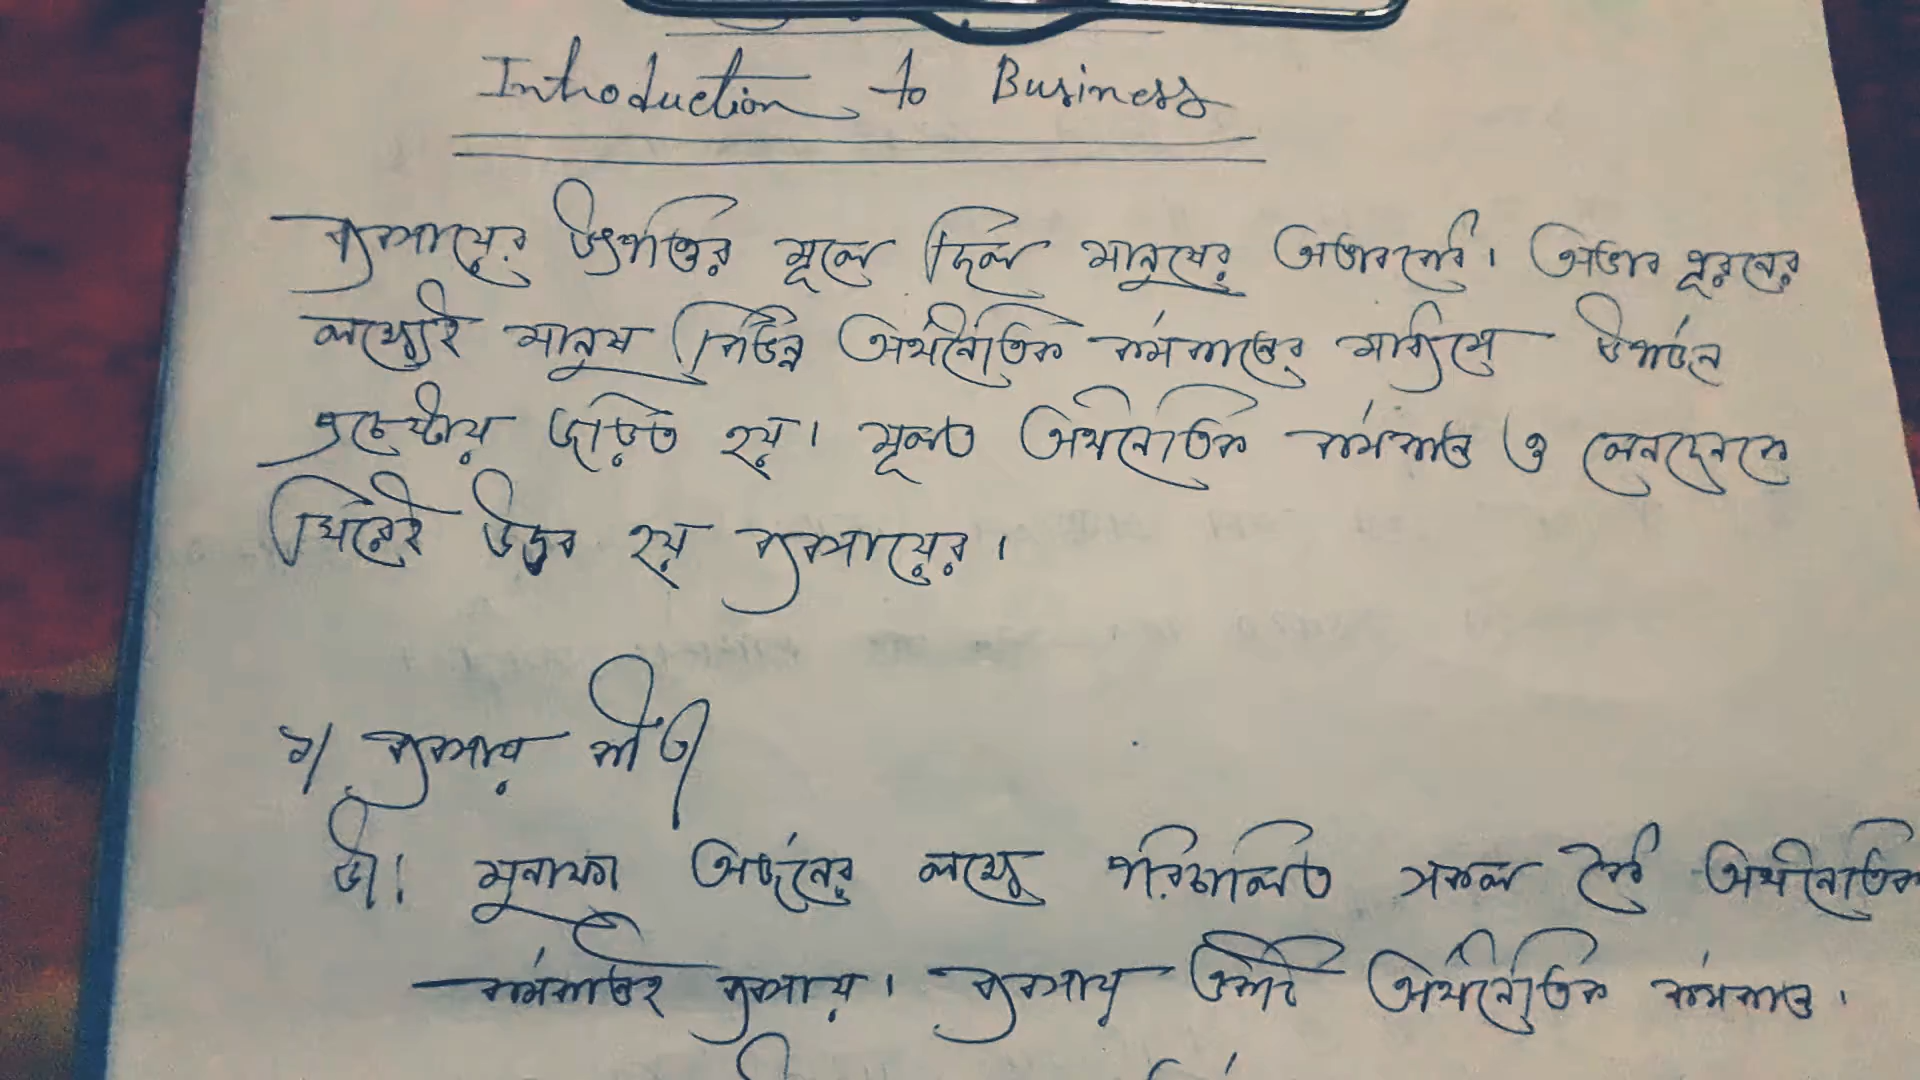 Introduction to Business
ব্যবসায়ের উৎপত্তির মূলে ছিল মানুষের অভাববোধ। অভাব পূরনের
লক্ষ্যেই মানুষ বিভিন্ন অর্থনৈতিক কর্মকান্ডের মাধ্যমে উপার্জন
প্রচেষ্টায় জড়িত হয়। মূলত অর্থনৈতিক কর্মকান্ড ও লেনদেনকে
ঘিরেই উদ্ভব হয় ব্যবসায়ের।
১/ ব্যবসায় কী?
উঃ মুনাফা অর্জনের লক্ষ্যে পরিচালিত সকল বৈধ অর্থনৈতিক
কর্মকান্ডই ব্যবসায়। ব্যবসায় একটি অর্থনৈতিক কর্মকান্ড।